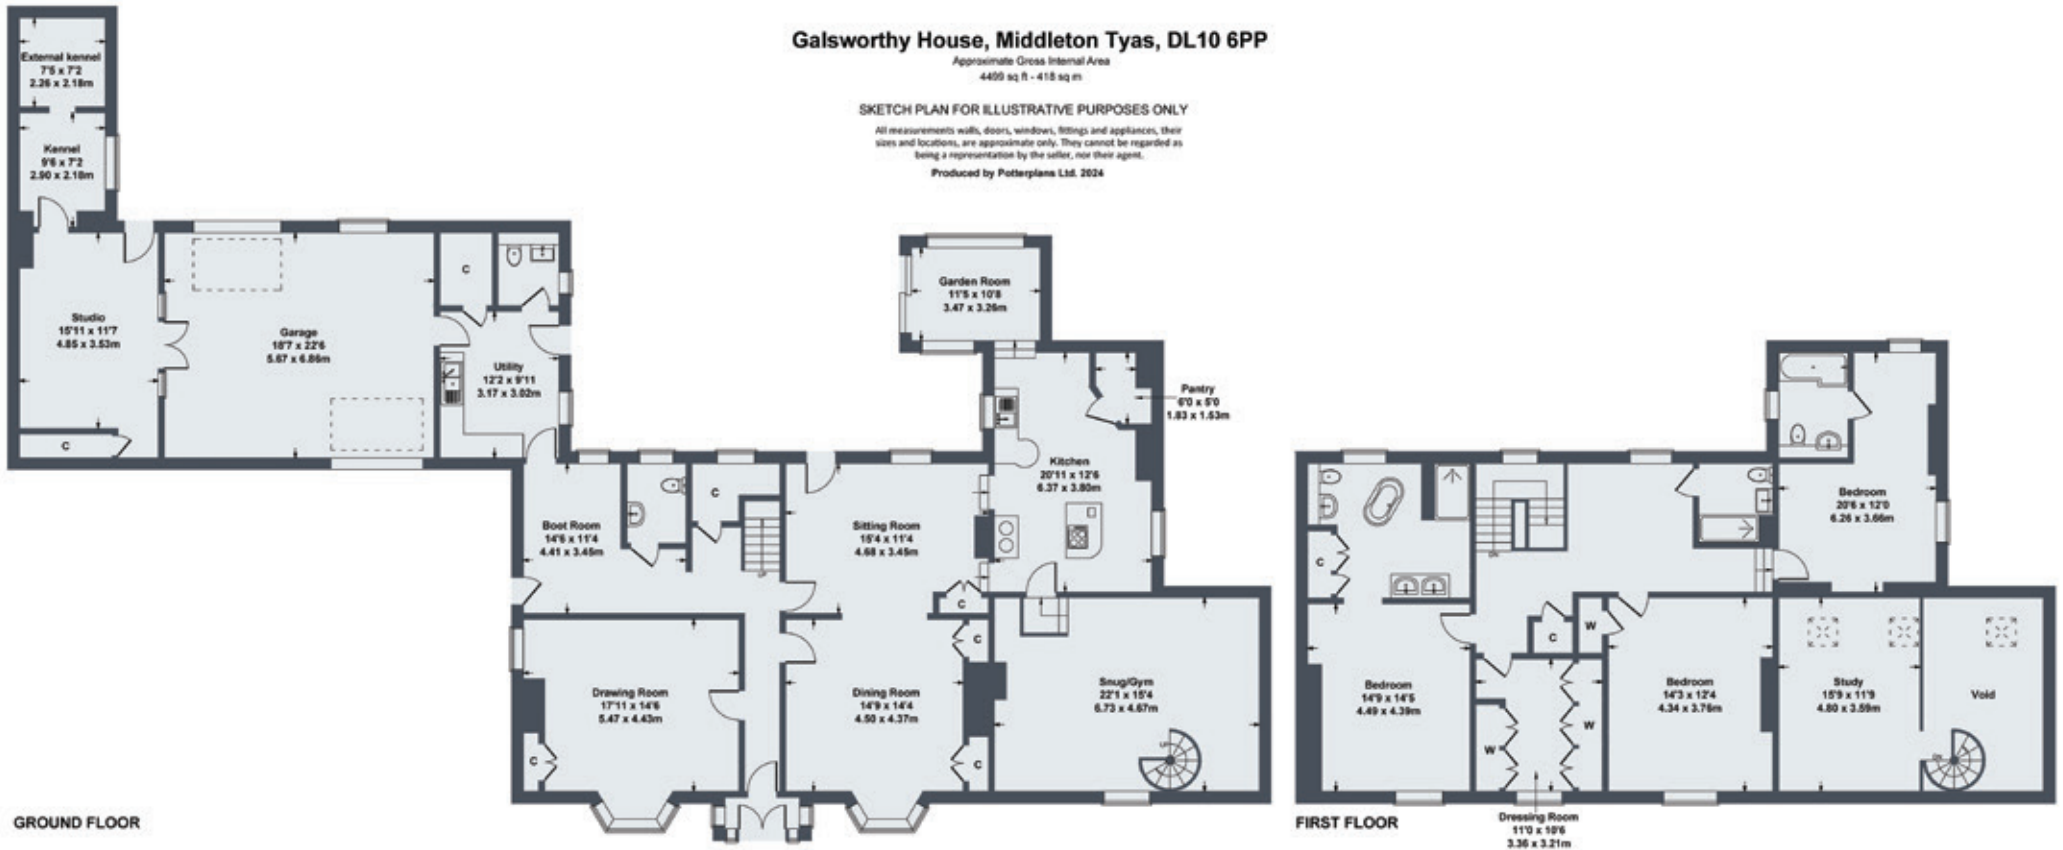 Galsworthy House, Middleton Tyas, DL10 6PP
Approximate Gross Internal Area
4499 sq ft - 418 sq m
SKETCH PLAN FOR ILLUSTRATIVE PURPOSES ONLY
All measurements walls, doors, windows, fittings and appliances, their
sizes and locations, are approximate only. They cannot be regarded as
being a representation by the seller, nor their agent.
Produced by Potterplans Ltd. 2024
External kennel
7'5 x 7'2
2.26 x 2.18m
Kennel
9'6 x 7'2
2.90 x 2.18m
Studio
15'11 x 11'7
4.85 x 3.53m
C
Garage
18'7 x 22'6
5.67 x 6.86m
C
Utility
12'2 x 9'11
3.17 x 3.02m
Garden Room
11'5 x 10'8
3.47 x 3.26m
Pantry
6'0 x 5'0
1.83 x 1.53m
Kitchen
20'11 x 12'6
6.37 x 3.80m
Boot Room
14'6 x 11'4
4.41 x 3.45m
C
UP
Sitting Room
15'4 x 11'4
4.68 x 3.45m
C
Drawing Room
17'11 x 14'6
5.47 x 4.43m
C
Dining Room
14'9 x 14'4
4.50 x 4.37m
C
C
Snug/Gym
22'1 x 15'4
6.73 x 4.67m
UP
GROUND FLOOR
C
DN
Bedroom
20'6 x 12'0
6.26 x 3.66m
Bedroom
14'9 x 14'5
4.49 x 4.39m
C
W
W
W
Dressing Room
11'0 x 10'6
3.36 x 3.21m
Bedroom
14'3 x 12'4
4.34 x 3.76m
Study
15'9 x 11'9
4.80 x 3.59m
Void
DN
FIRST FLOOR